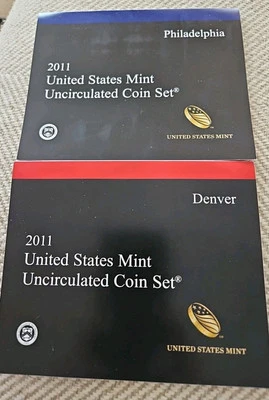 Philadelphia
2011
United States Mint
Uncirculated Coin Set®
UNITED STATES MINT
Denver
2011
United States Mint
Uncirculated Coin Set®
UNITED STATES MINT